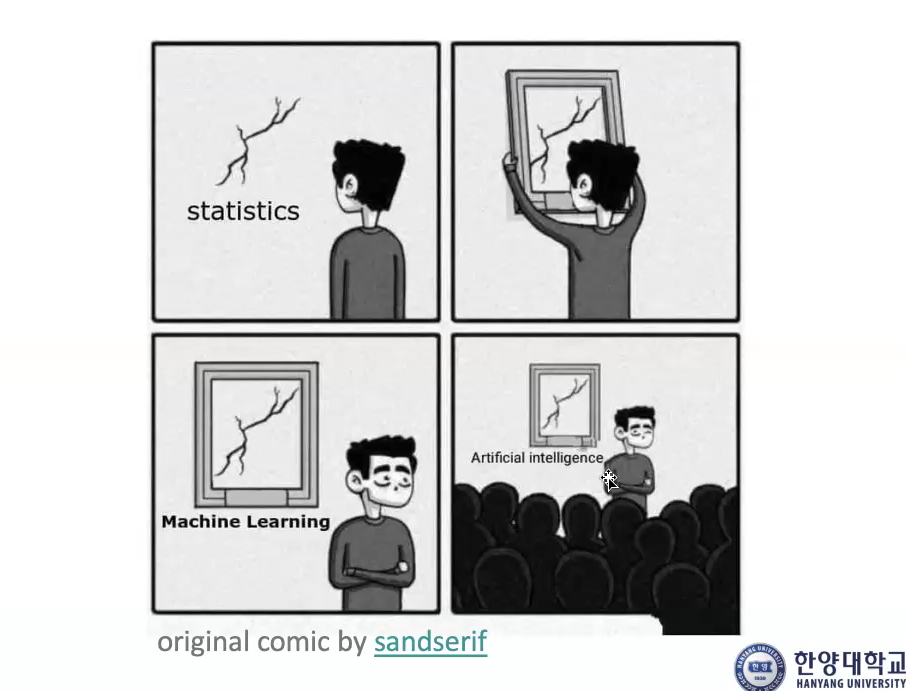 statistics
Machine Learning
Artificial intelligence
original comic by sandserif
한양대학교
HANYANG UNIVERSITY